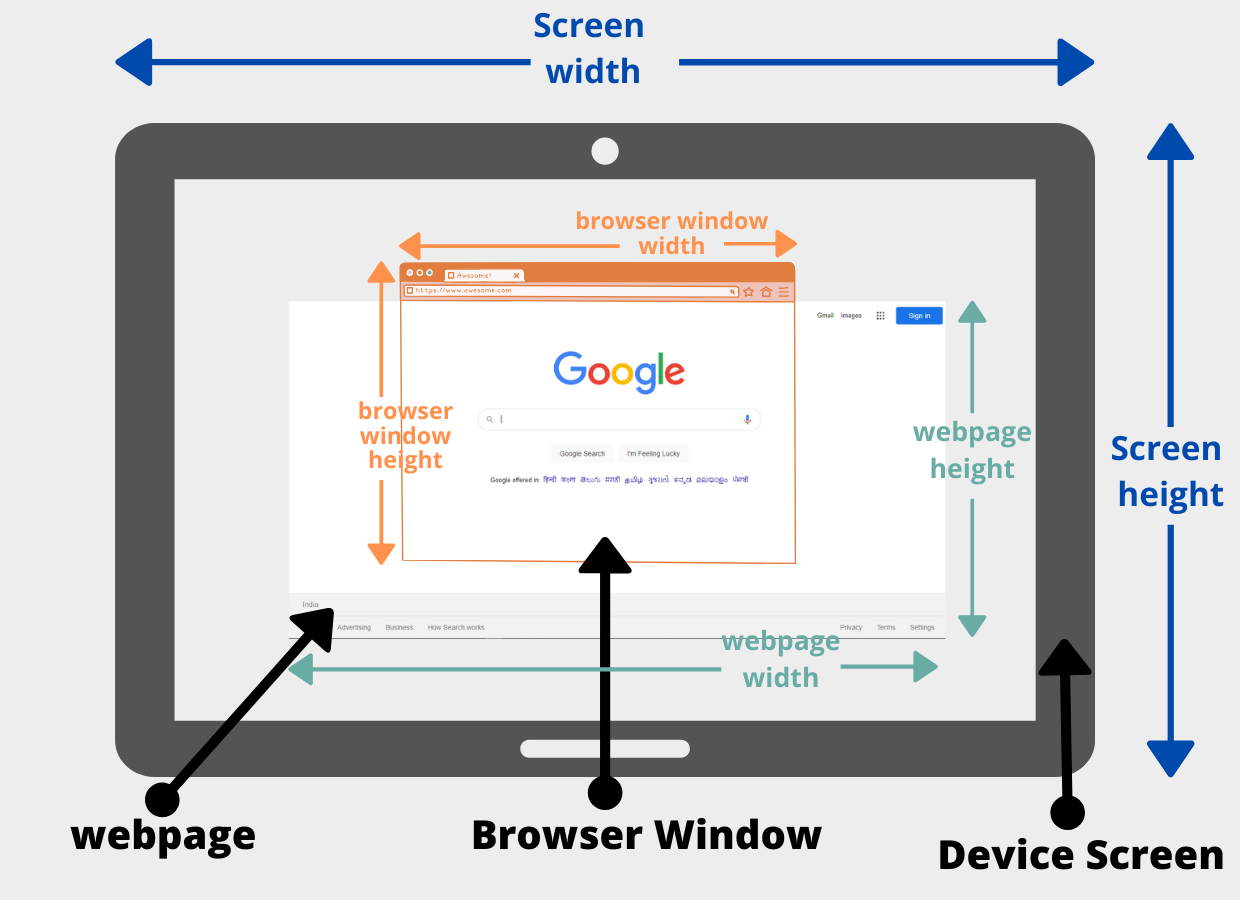 Screen
width
browser window
width
Awesome!
https://www.awesome.com
Gmail Images
Sign in
Google
browser
window
height
webpage
height
Screen
height
Google Search I'm Feeling Lucky
Google offered in: हिन्दी বাংলা తెలుగు मराठी தமிழ் ગુજરાતી ಕನ್ನಡ മലയാളം ਪੰਜਾਬੀ
India
Advertising Business How Search works
Privacy Terms Settings
webpage
width
webpage
Browser Window
Device Screen